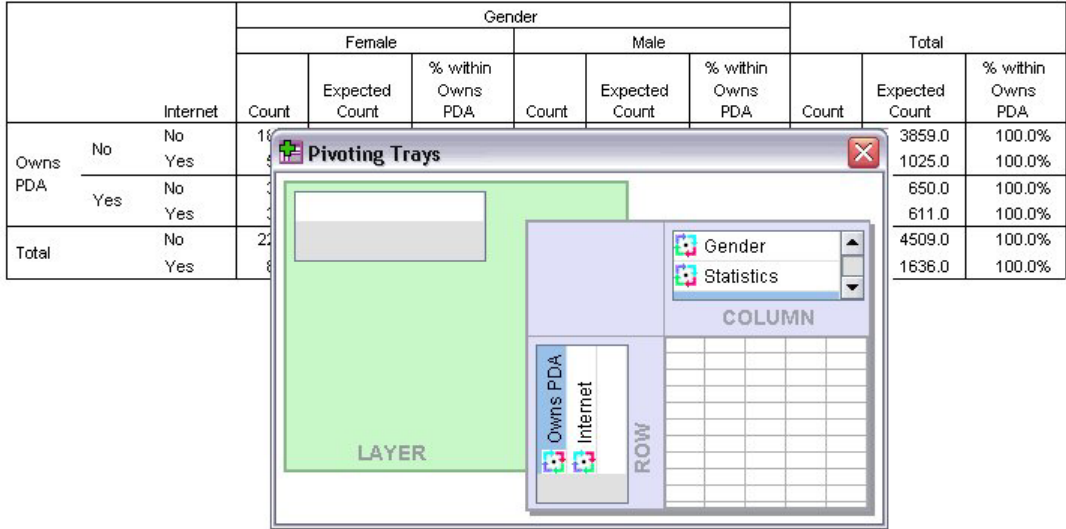 Gender
Female Male Total
Internet Count Expected Count % within Owns PDA Count Expected Count % within Owns PDA Count Expected Count % within Owns PDA
Owns PDA No No 3859.0 100.0%
Yes 1025.0 100.0%
Yes No 650.0 100.0%
Yes 611.0 100.0%
Total No 4509.0 100.0%
Yes 1636.0 100.0%
Pivoting Trays
Gender
Statistics
COLUMN
Owns PDA
Internet
ROW
LAYER